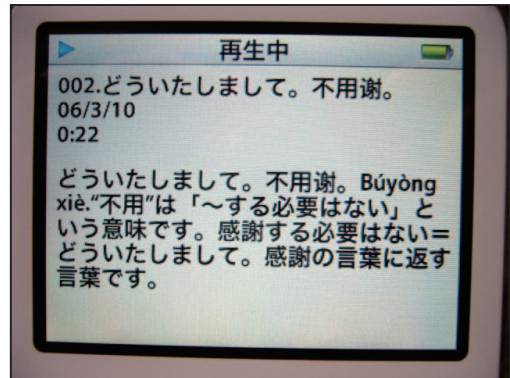 再生中
002.どういたしまして。不用谢。
06/3/10
0:22
どういたしまして。不用谢。Búyòng
xiè.“不用”は「～する必要はない」と
いう意味です。感謝する必要はない＝
どういたしまして。感謝の言葉に返す
言葉です。